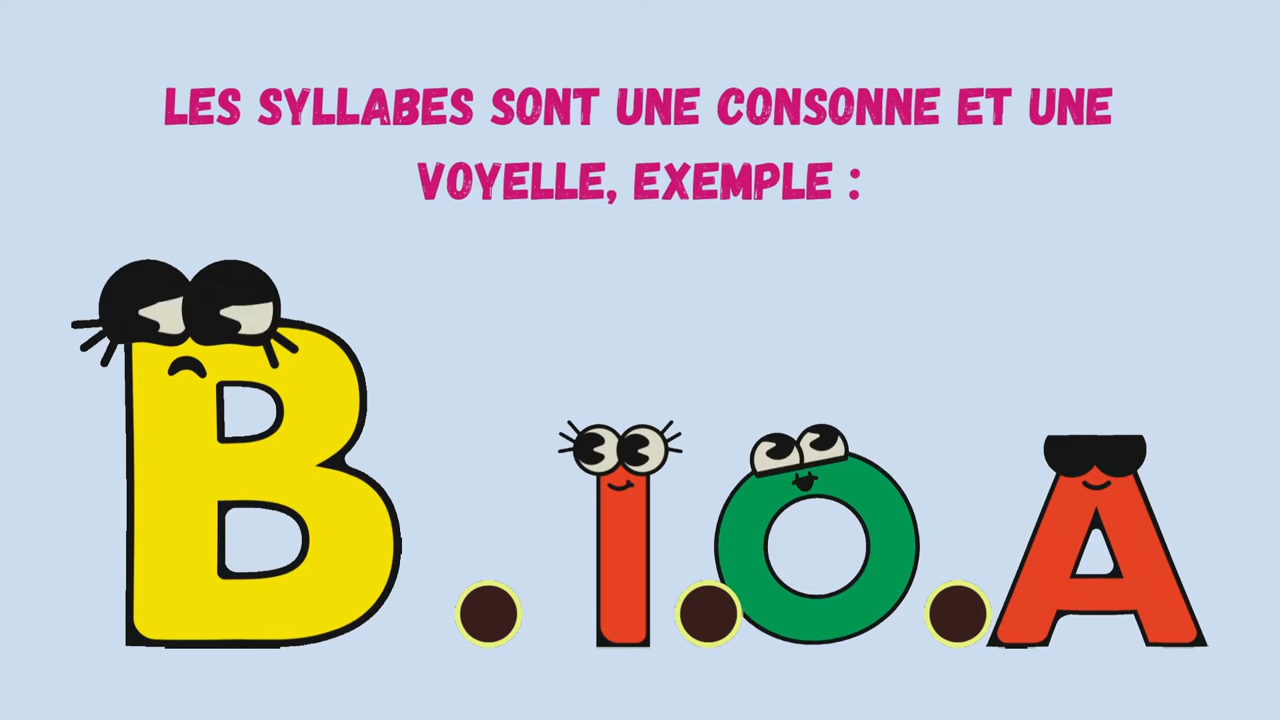 LES SYLLABES SONT UNE CONSONNE ET UNE
VOYELLE, EXEMPLE :
B . I . O . A